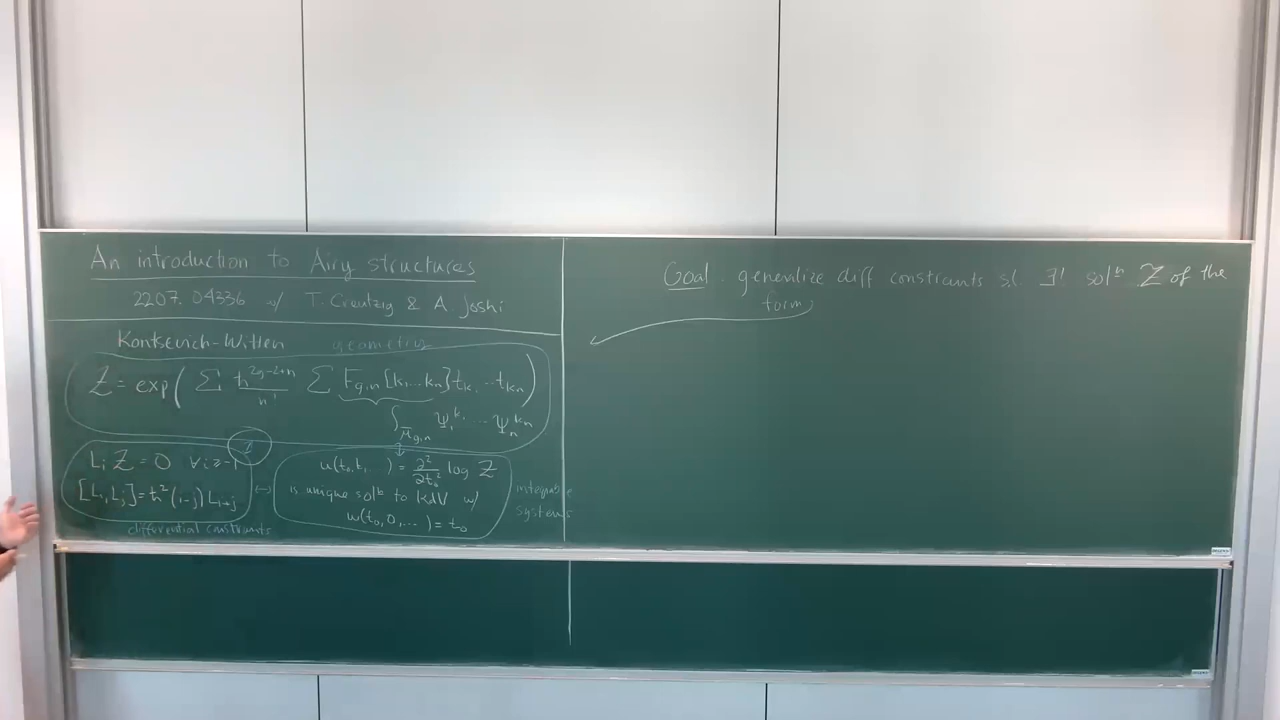 An introduction to Airy structures
2207.04336 w/ T. Creutzig & A. Joshi
Kontsevich-Witten geometry
Z = exp( Σ ħ^{2g-2+n}/n! Σ F_{g,n}[k_1...k_n] t_{k_1}...t_{k_n} )
∫_{\bar{M}_{g,n}} Ψ_1^{k_1} ... Ψ_n^{k_n}
L_i Z = 0 ∀ i ≥ -1
[L_i, L_j] = ħ^2 (i-j) L_{i+j}
differential constraints
u(t_0, t_1, ...) = ∂^2/∂t_0^2 log Z
is unique sol^n to KdV w/
u(t_0, 0, ...) = t_0
integrable
systems
Goal: generalize diff constraints s.t. ∃! sol^n Z of the
form